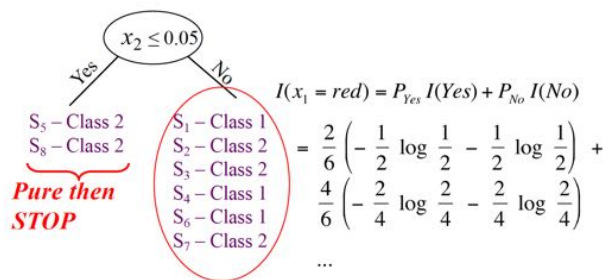 x₂ ≤ 0.05
Yes
No
S₅ – Class 2
S₈ – Class 2
Pure then
STOP
S₁ – Class 1
S₂ – Class 2
S₃ – Class 2
S₄ – Class 1
S₆ – Class 1
S₇ – Class 2
I(x₁ = red) = P_Yes I(Yes) + P_No I(No)
= 2/6 (– 1/2 log 1/2 – 1/2 log 1/2) +
4/6 (– 2/4 log 2/4 – 2/4 log 2/4)
...